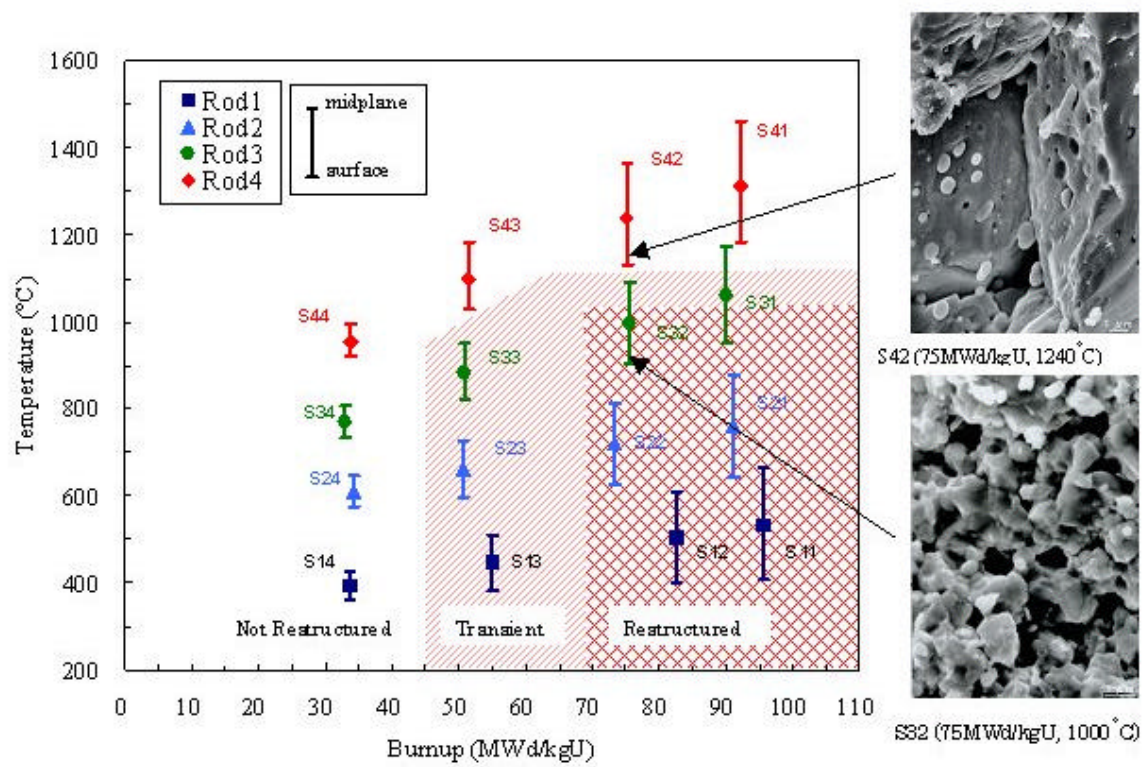 1600
1400
1200
1000
800
600
400
200
Temperature (°C)
Rod1
Rod2
Rod3
Rod4
midplane
surface
S41
S42
S43
S44
S31
S32
S33
S34
S21
S22
S23
S24
S14
S13
S12
S11
Not Restructured
Transient
Restructured
0 10 20 30 40 50 60 70 80 90 100 110
Burnup (MWd/kgU)
S42 (75MWd/kgU, 1240°C)
S32 (75MWd/kgU, 1000°C)